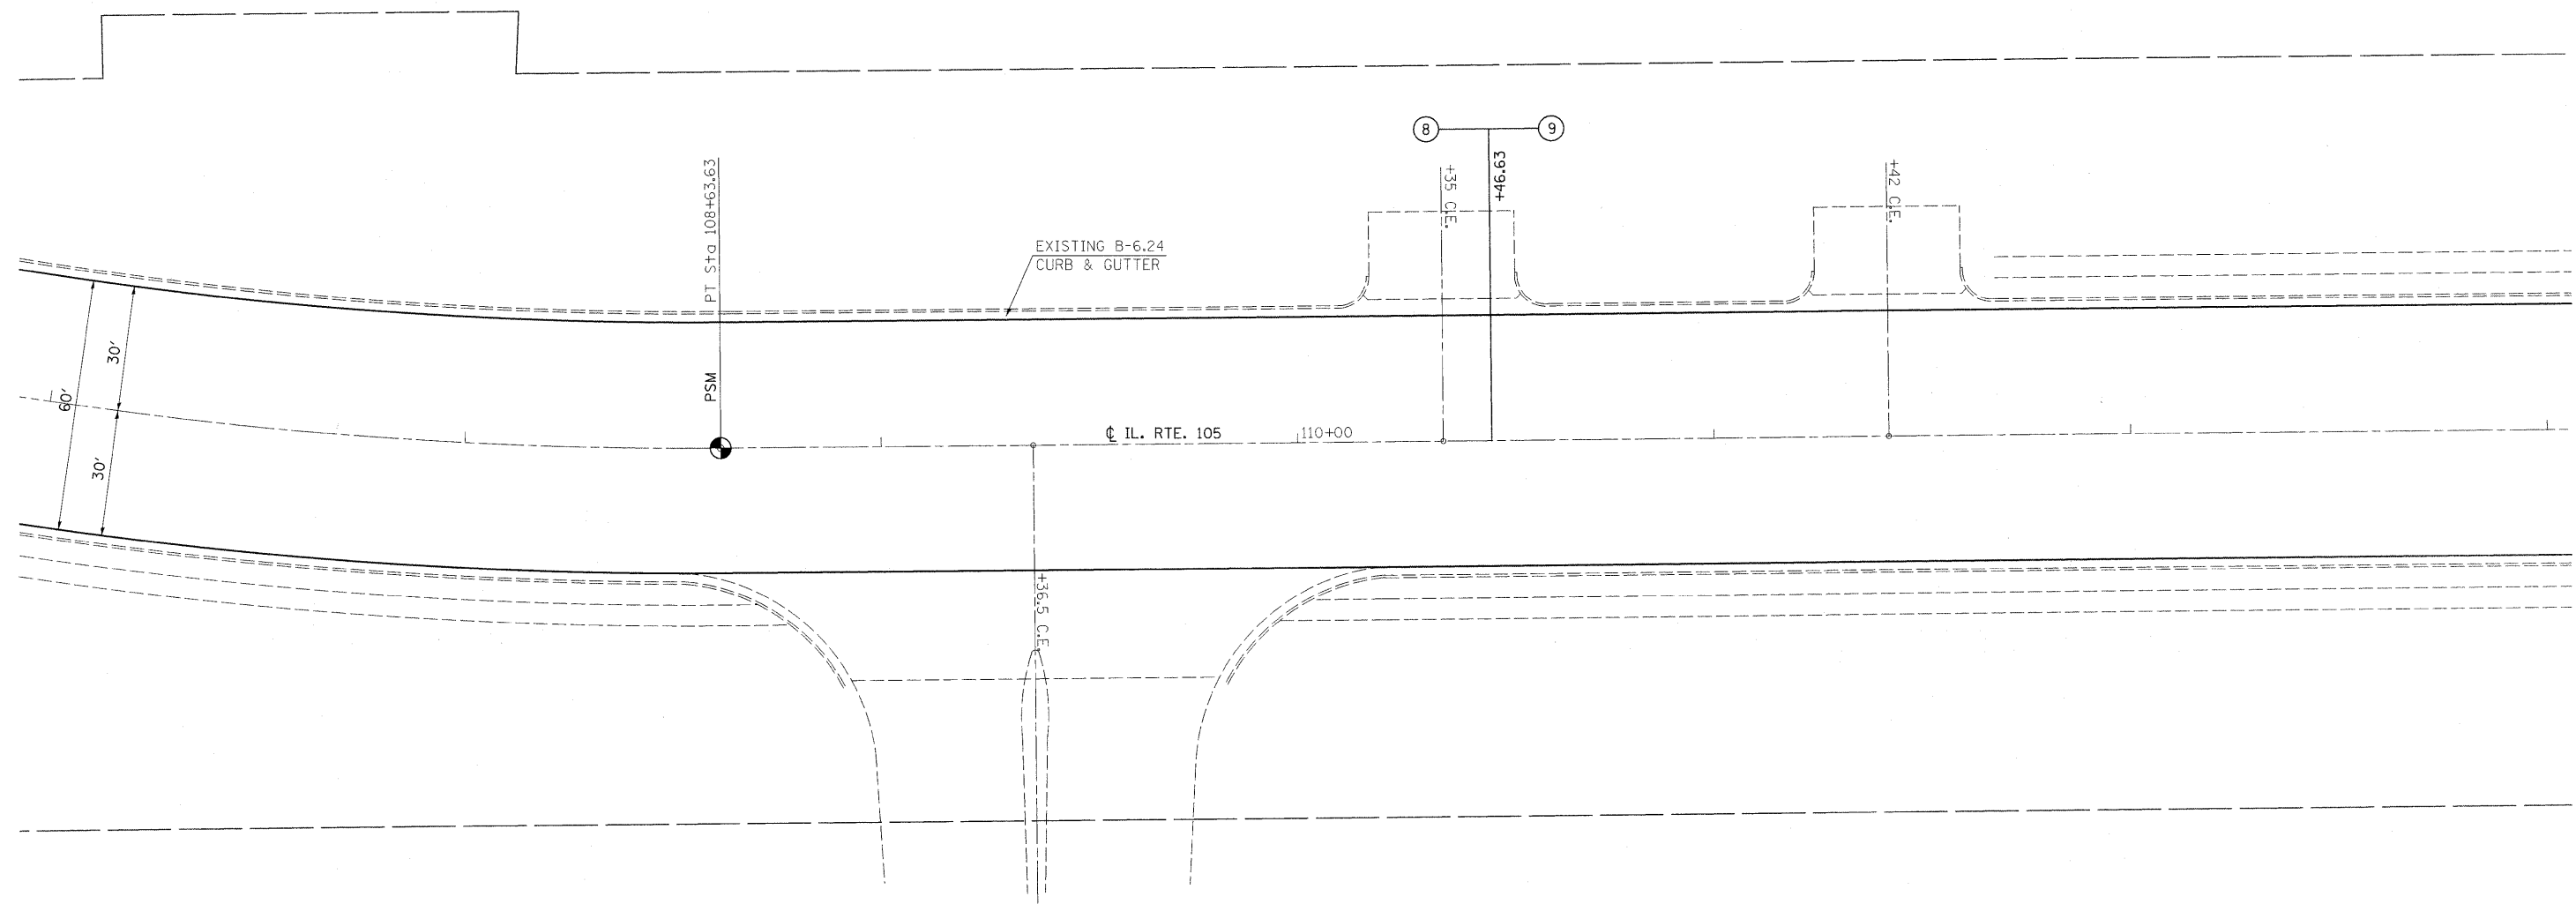 8
9
+46.63
+35 C.E.
+42 C.E.
PT Sta 108+63.63
EXISTING B-6.24
CURB & GUTTER
30'
60'
PSM
℄ IL. RTE. 105
110+00
30'
+36.5 C.E.